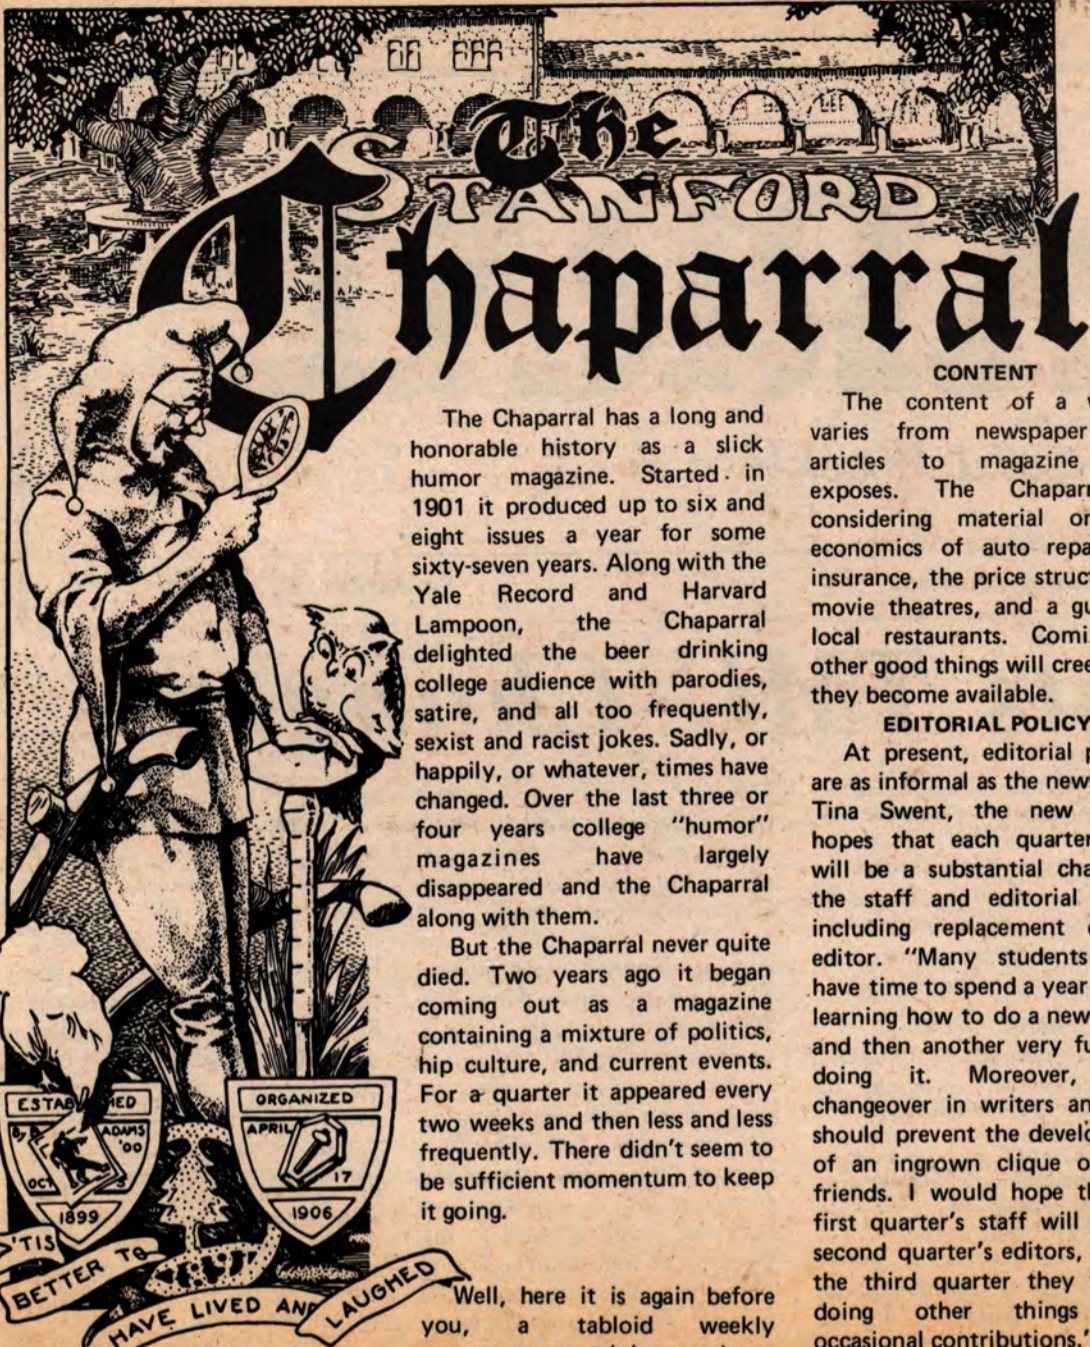 The
STANFORD
Chaparral
The Chaparral has a long and
honorable history as a slick
humor magazine. Started in
1901 it produced up to six and
eight issues a year for some
sixty-seven years. Along with the
Yale Record and Harvard
Lampoon, the Chaparral
delighted the beer drinking
college audience with parodies,
satire, and all too frequently,
sexist and racist jokes. Sadly, or
happily, or whatever, times have
changed. Over the last three or
four years college "humor"
magazines have largely
disappeared and the Chaparral
along with them.
But the Chaparral never quite
died. Two years ago it began
coming out as a magazine
containing a mixture of politics,
hip culture, and current events.
For a quarter it appeared every
two weeks and then less and less
frequently. There didn't seem to
be sufficient momentum to keep
it going.
Well, here it is again before
you, a tabloid weekly
CONTENT
The content of a
varies from newspaper
articles to magazine
exposes. The
considering material
economics of auto
insurance, the price
movie theatres, and a
local restaurants.
other good things will
they become available.
EDITORIAL POLICY
At present, editorial
are as informal as the
Tina Swent, the new
hopes that each quarter
will be a substantial
the staff and editorial
including replacement
editor. "Many students
have time to spend a year
learning how to do a
and then another very
doing it. Moreover,
changeover in writers
should prevent the
of an ingrown clique
friends. I would hope
first quarter's staff will
second quarter's editors,
the third quarter they
doing other things
occasional contributions.
ESTAB ED
ADAMS
'00
OCT 5
1899
ORGANIZED
APRIL
17
1906
'TIS
BETTER TO
HAVE LIVED AND
LAUGHED